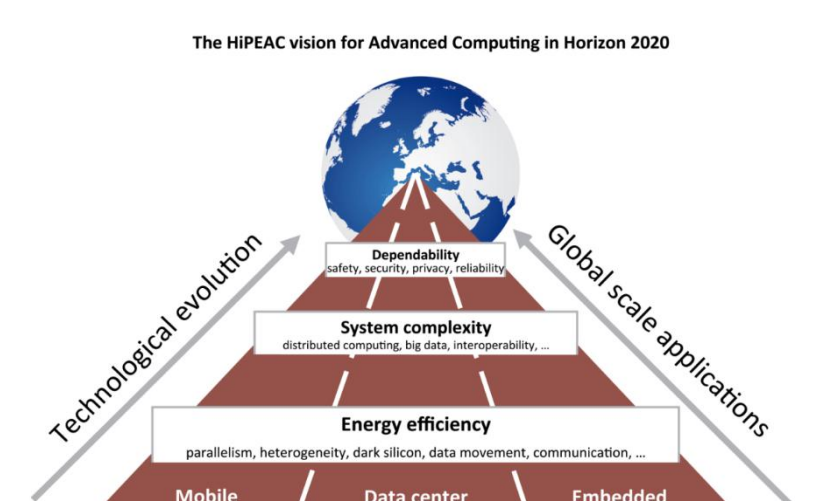 The HiPEAC vision for Advanced Computing in Horizon 2020
Technological evolution
Global scale applications
Dependability
safety, security, privacy, reliability
System complexity
distributed computing, big data, interoperability, ...
Energy efficiency
parallelism, heterogeneity, dark silicon, data movement, communication, ...
Mobile
Data center
Embedded